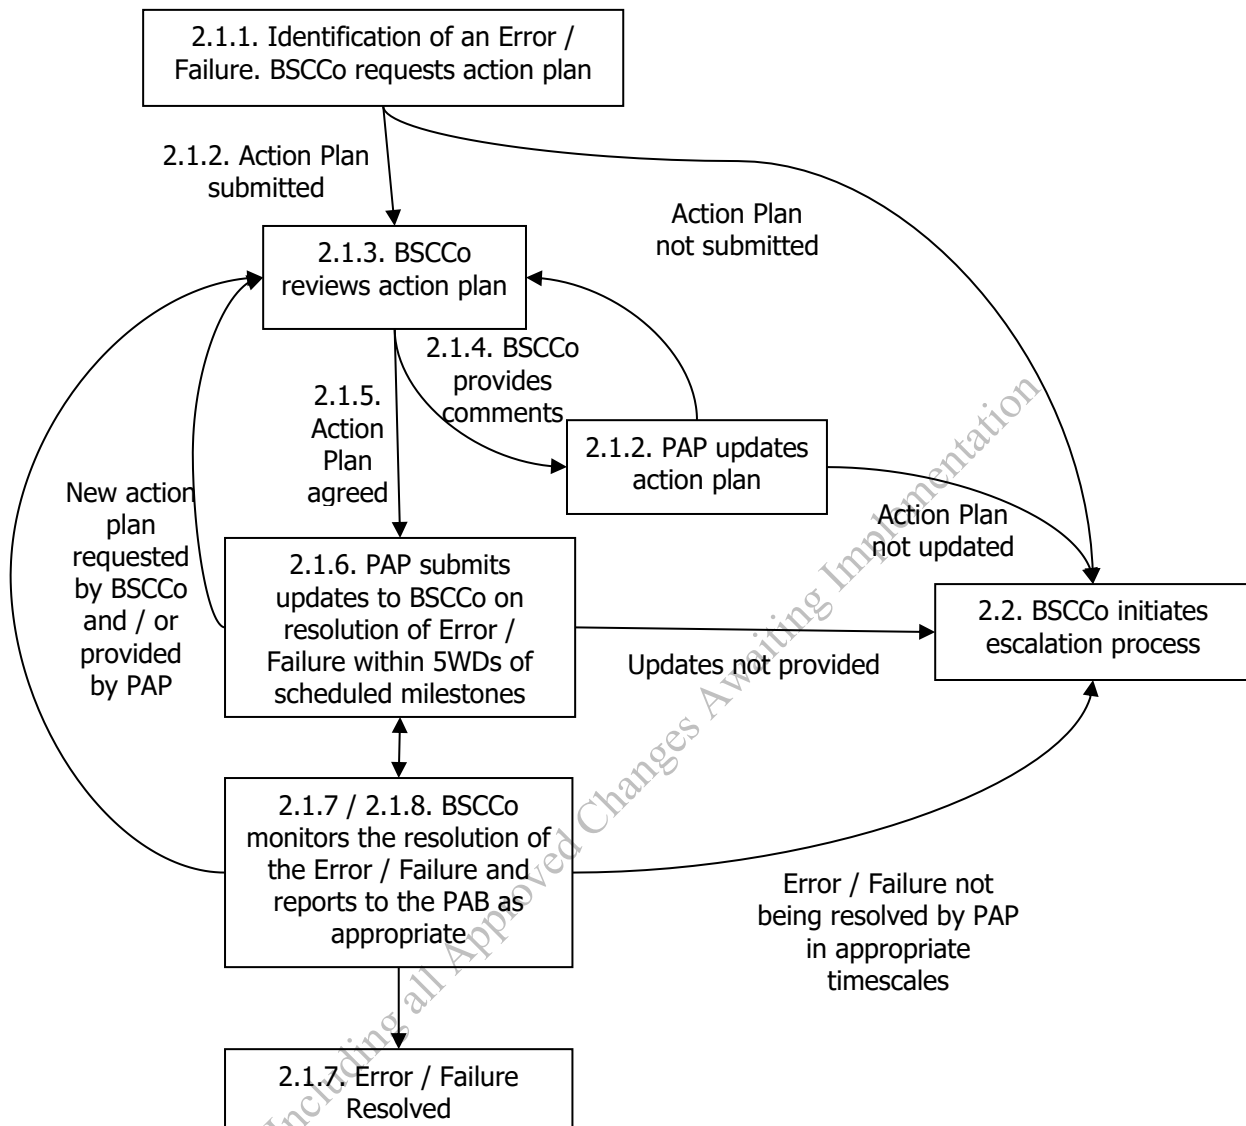 2.1.1. Identification of an Error /
Failure. BSCCo requests action plan
2.1.2. Action Plan
submitted
Action Plan
not submitted
2.1.3. BSCCo
reviews action plan
2.1.4. BSCCo
provides
comments
2.1.5.
Action
Plan
agreed
2.1.2. PAP updates
action plan
New action
plan
requested
by BSCCo
and / or
provided
by PAP
Action Plan
not updated
2.1.6. PAP submits
updates to BSCCo on
resolution of Error /
Failure within 5WDs of
scheduled milestones
Updates not provided
2.2. BSCCo initiates
escalation process
2.1.7 / 2.1.8. BSCCo
monitors the resolution of
the Error / Failure and
reports to the PAB as
appropriate
Error / Failure not
being resolved by PAP
in appropriate
timescales
2.1.7. Error / Failure
Resolved
Including all Approved Changes Awaiting Implementation